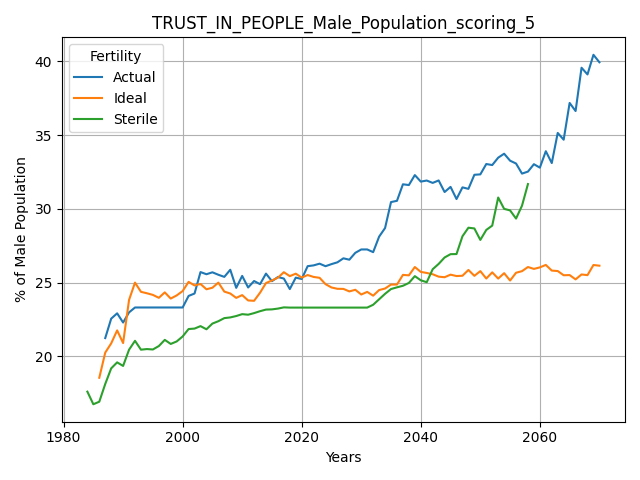 TRUST_IN_PEOPLE_Male_Population_scoring_5
Fertility
Actual
Ideal
Sterile
% of Male Population
40
35
30
25
20
1980
2000
2020
2040
2060
Years